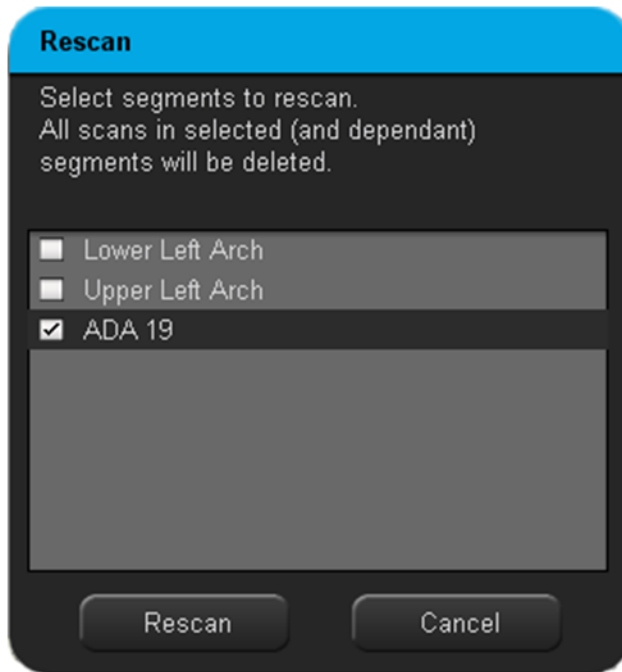 Rescan
Select segments to rescan.
All scans in selected (and dependant)
segments will be deleted.
Lower Left Arch
Upper Left Arch
ADA 19
Rescan
Cancel